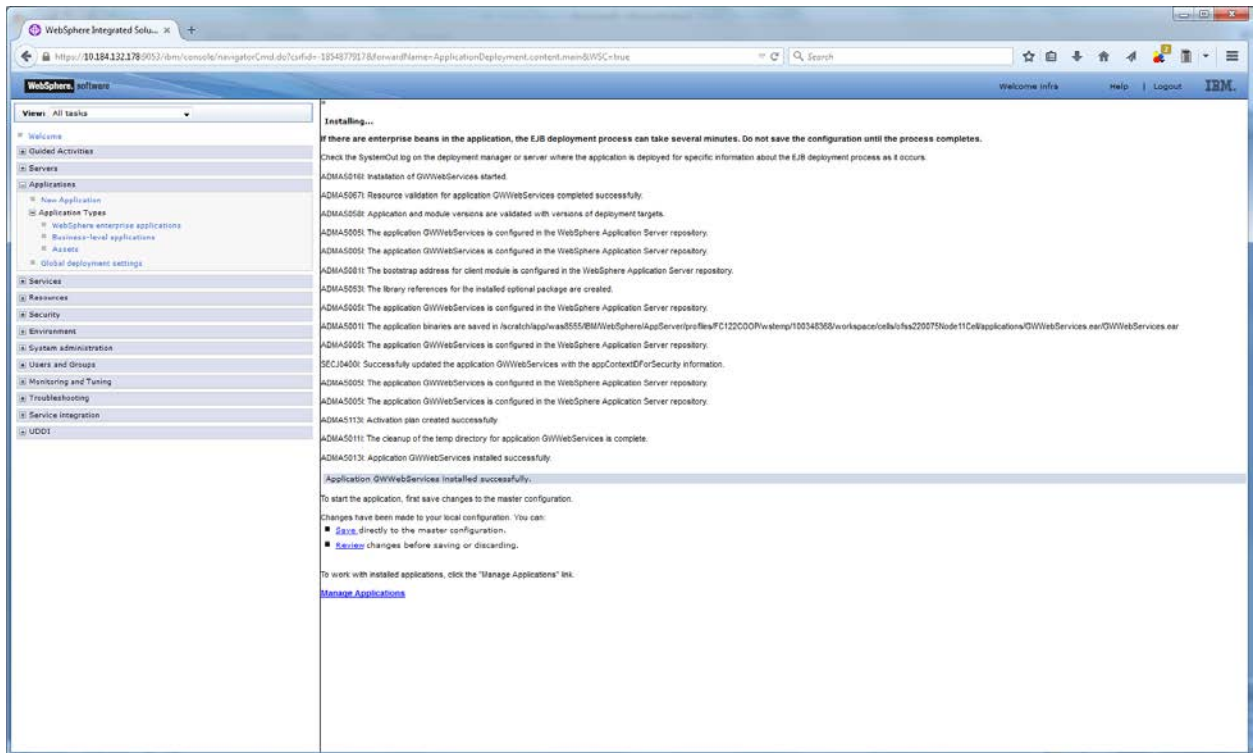 WebSphere Integrated Solu... × +
https://10.184.132.178:9053/ibm/console/navigatorCmd.do?csrfid=-1854877917&forwardName=ApplicationDeployment.content.main&WSC=true
Search
WebSphere. software
Welcome infra Help | Logout IBM.
View: All tasks
Welcome
Guided Activities
Servers
Applications
New Application
Application Types
WebSphere enterprise applications
Business-level applications
Assets
Global deployment settings
Services
Resources
Security
Environment
System administration
Users and Groups
Monitoring and Tuning
Troubleshooting
Service integration
UDDI
Installing...
If there are enterprise beans in the application, the EJB deployment process can take several minutes. Do not save the configuration until the process completes.
Check the SystemOut.log on the deployment manager or server where the application is deployed for specific information about the EJB deployment process as it occurs.
ADMA5016I: Installation of GWWebServices started.
ADMA5067I: Resource validation for application GWWebServices completed successfully.
ADMA5058I: Application and module versions are validated with versions of deployment targets.
ADMA5005I: The application GWWebServices is configured in the WebSphere Application Server repository.
ADMA5005I: The application GWWebServices is configured in the WebSphere Application Server repository.
ADMA5081I: The bootstrap address for client module is configured in the WebSphere Application Server repository.
ADMA5053I: The library references for the installed optional package are created.
ADMA5005I: The application GWWebServices is configured in the WebSphere Application Server repository.
ADMA5001I: The application binaries are saved in /scratch/app/was8555/IBM/WebSphere/AppServer/profiles/FC122COOP/wstemp/100348368/workspace/cells/ofss220075Node11Cell/applications/GWWebServices.ear/GWWebServices.ear
ADMA5005I: The application GWWebServices is configured in the WebSphere Application Server repository.
SECJ0400I: Successfully updated the application GWWebServices with the appContextIDForSecurity information.
ADMA5005I: The application GWWebServices is configured in the WebSphere Application Server repository.
ADMA5005I: The application GWWebServices is configured in the WebSphere Application Server repository.
ADMA5113I: Activation plan created successfully.
ADMA5011I: The cleanup of the temp directory for application GWWebServices is complete.
ADMA5013I: Application GWWebServices installed successfully.
Application GWWebServices installed successfully.
To start the application, first save changes to the master configuration.
Changes have been made to your local configuration. You can:
Save directly to the master configuration.
Review changes before saving or discarding.
To work with installed applications, click the "Manage Applications" link.
Manage Applications